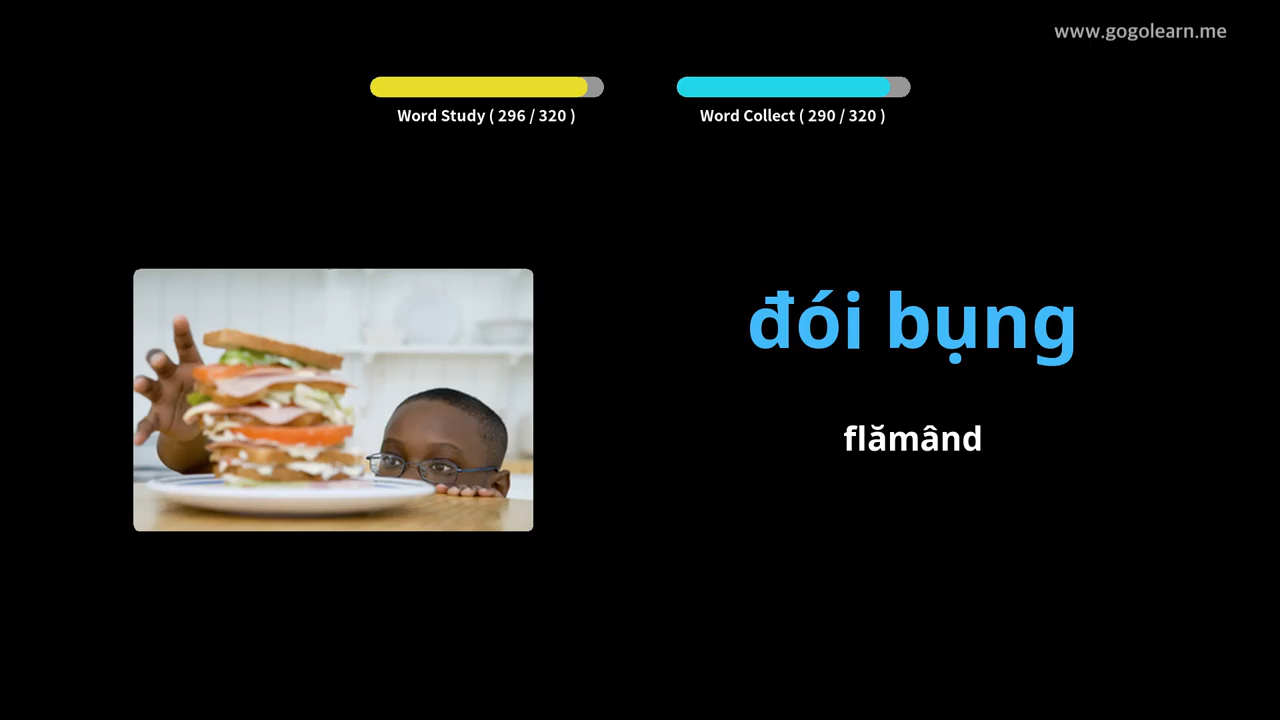 www.gogolearn.me
Word Study ( 296 / 320 )
Word Collect ( 290 / 320 )
đói bụng
flămând